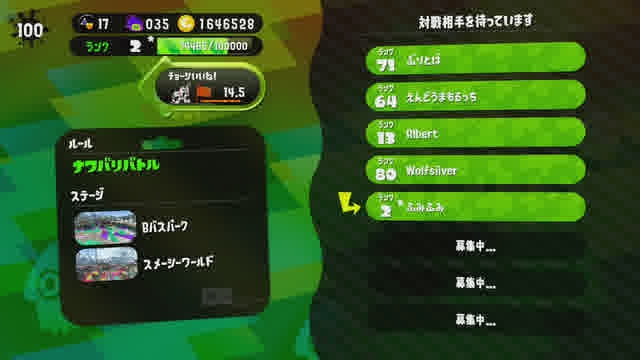 100
17
035
1646528
ランク 2★
9486/100000
チョーシいいね!
14.5
ルール
ナワバリバトル
ステージ
Bバスパーク
スメーシーワールド
対戦相手を待っています
ランク 71 ぷりとば
ランク 64 えんどうまもるっち
ランク 13 Albert
ランク 80 Wolfsilver
ランク 2★ ふみふみ
募集中...
募集中...
募集中...